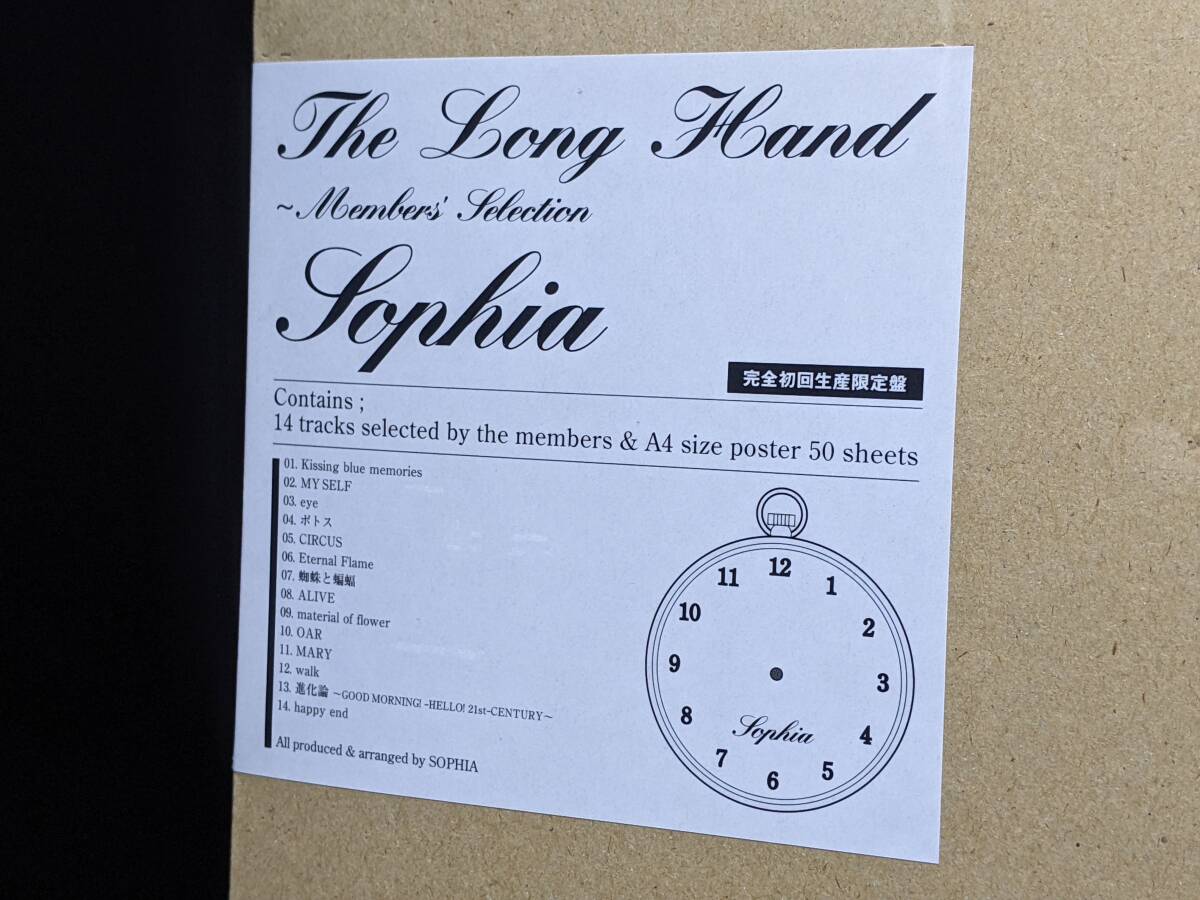 The Long Hand
~Members' Selection
Sophia
完全初回生産限定盤
Contains ;
14 tracks selected by the members & A4 size poster 50 sheets
01. Kissing blue memories
02. MY SELF
03. eye
04. ポトス
05. CIRCUS
06. Eternal Flame
07. 蜘蛛と蝙蝠
08. ALIVE
09. material of flower
10. OAR
11. MARY
12. walk
13. 進化論 ～GOOD MORNING! -HELLO! 21st-CENTURY～
14. happy end
All produced & arranged by SOPHIA
12
1
2
3
4
5
6
7
8
9
10
11
Sophia